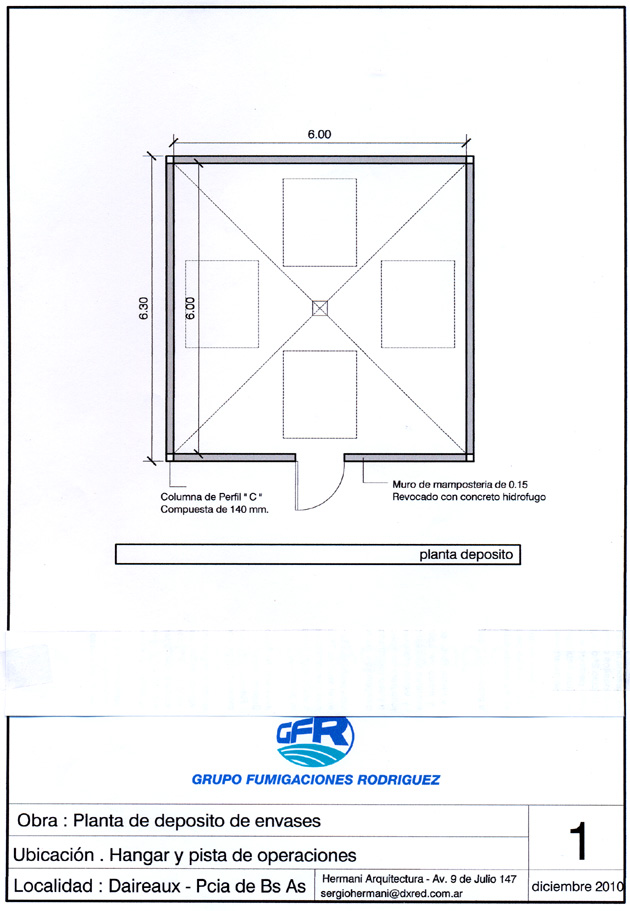 6.00
6.30
6.00
Columna de Perfil " C "
Compuesta de 140 mm.
Muro de mamposteria de 0.15
Revocado con concreto hidrofugo
planta deposito
GFR
GRUPO FUMIGACIONES RODRIGUEZ
Obra : Planta de deposito de envases
Ubicación . Hangar y pista de operaciones
Localidad : Daireaux - Pcia de Bs As
Hermani Arquitectura - Av. 9 de Julio 147
sergiohermani@dxred.com.ar
1
diciembre 2010